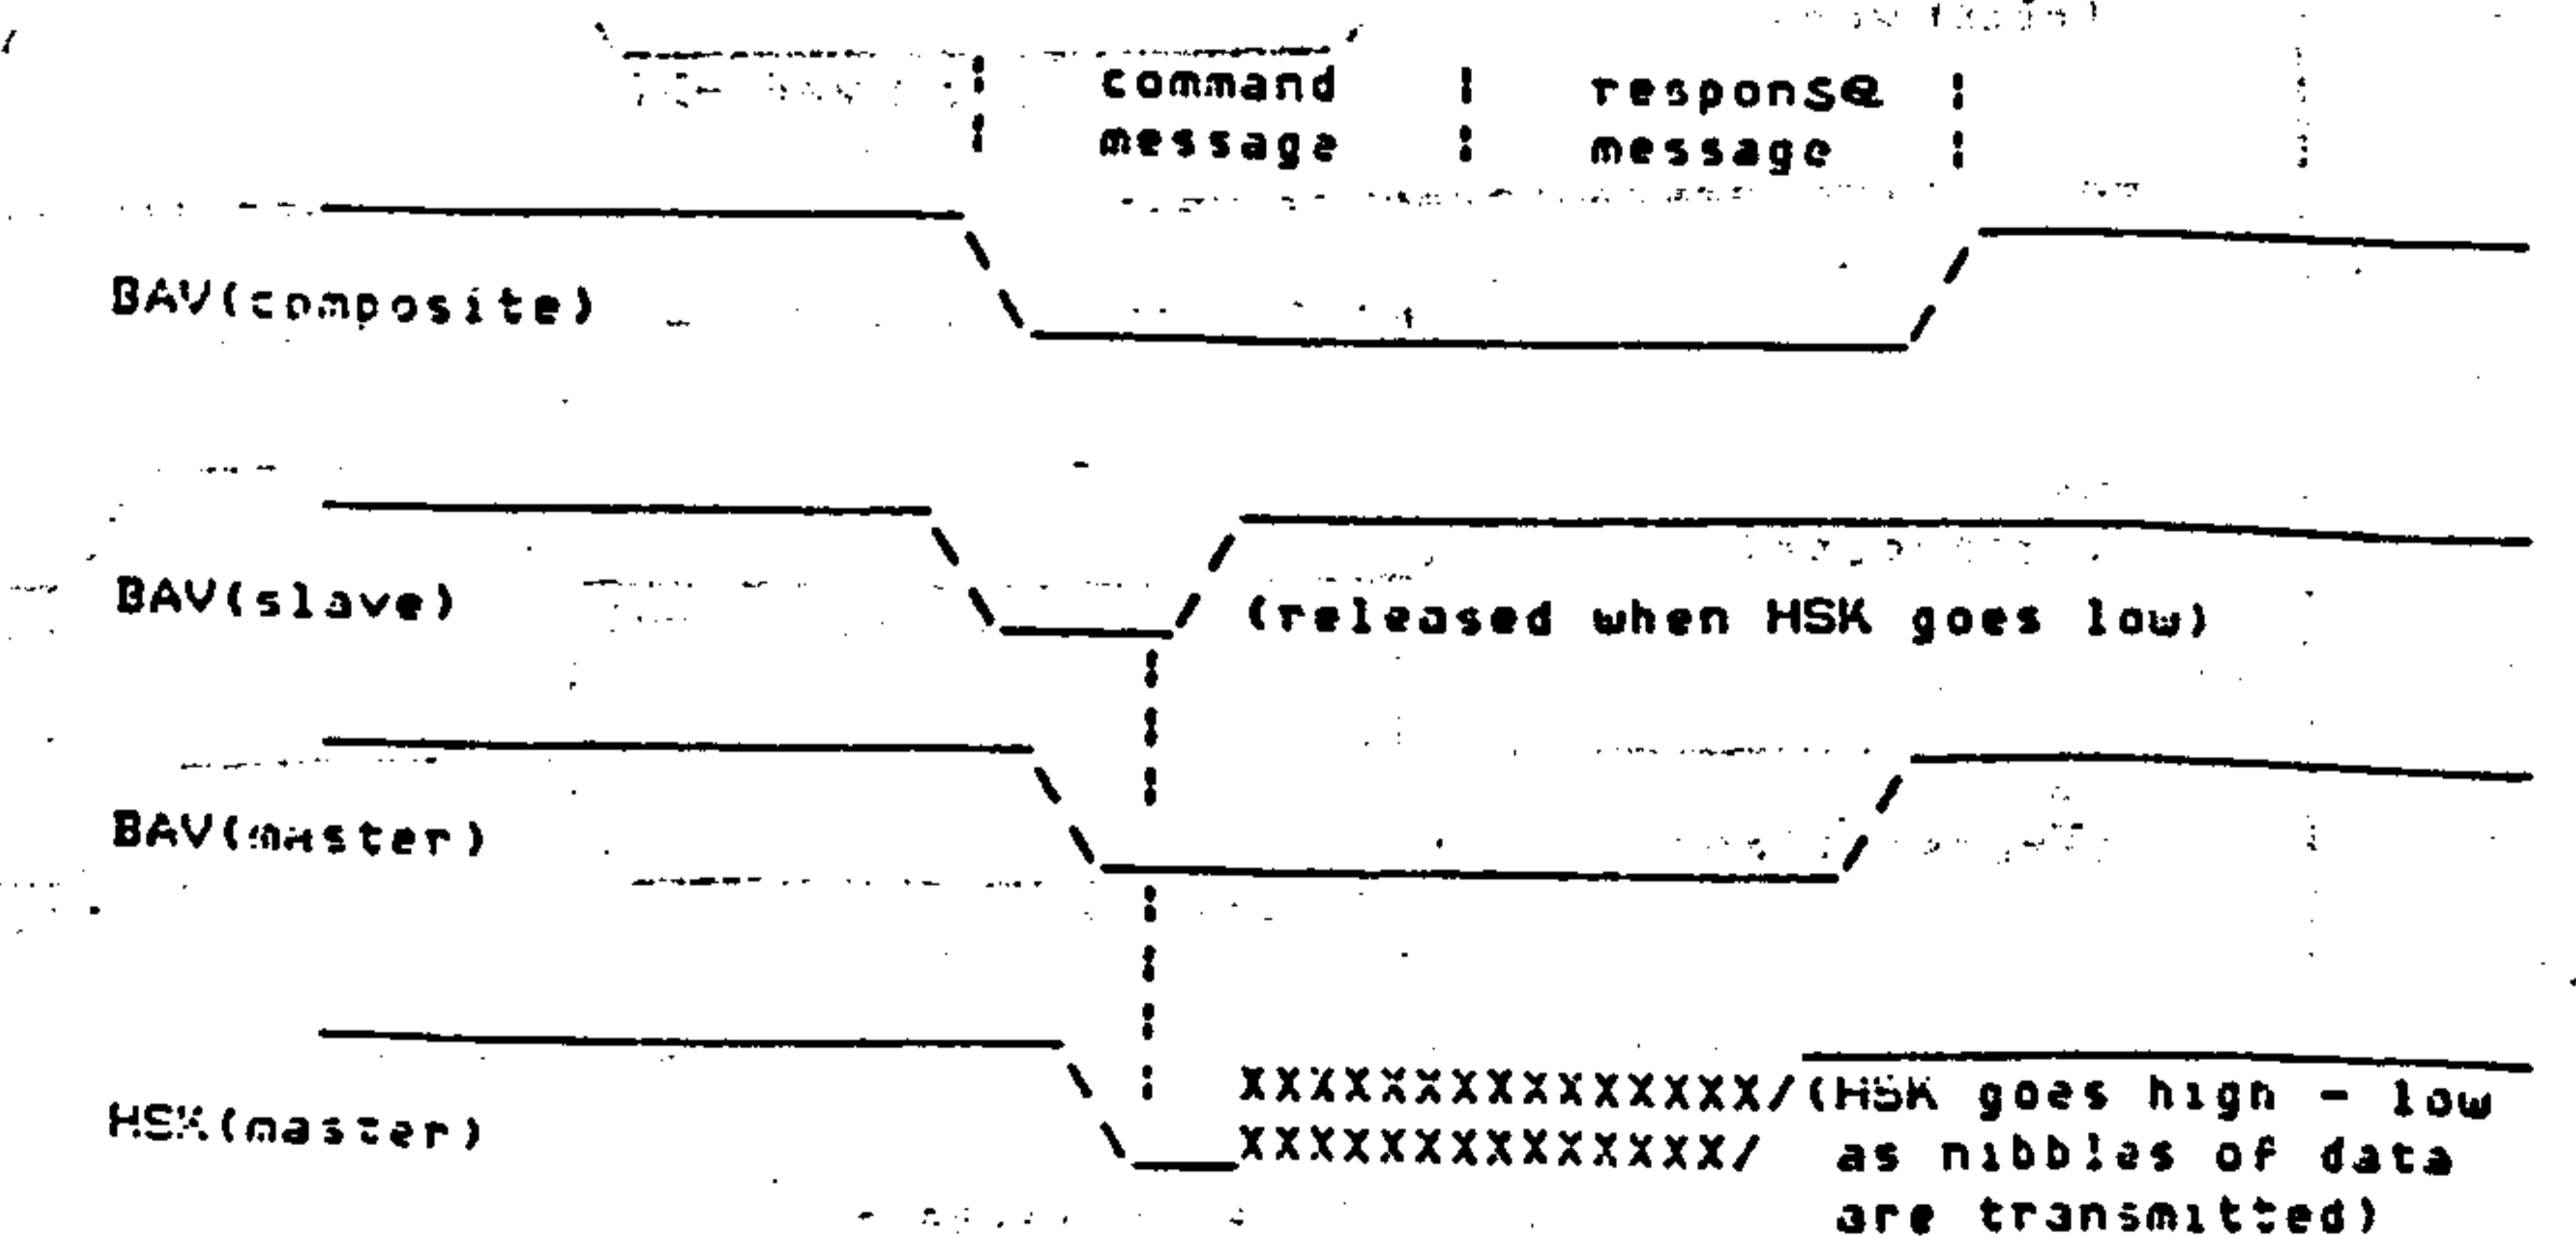 command response
message message
BAV(composite)
BAV(slave) (released when HSK goes low)
BAV(master)
XXXXXXXXXXXXXXX/(HSK goes high - low
HSK(master) XXXXXXXXXXXXXX/ as nibbles of data
are transmitted)